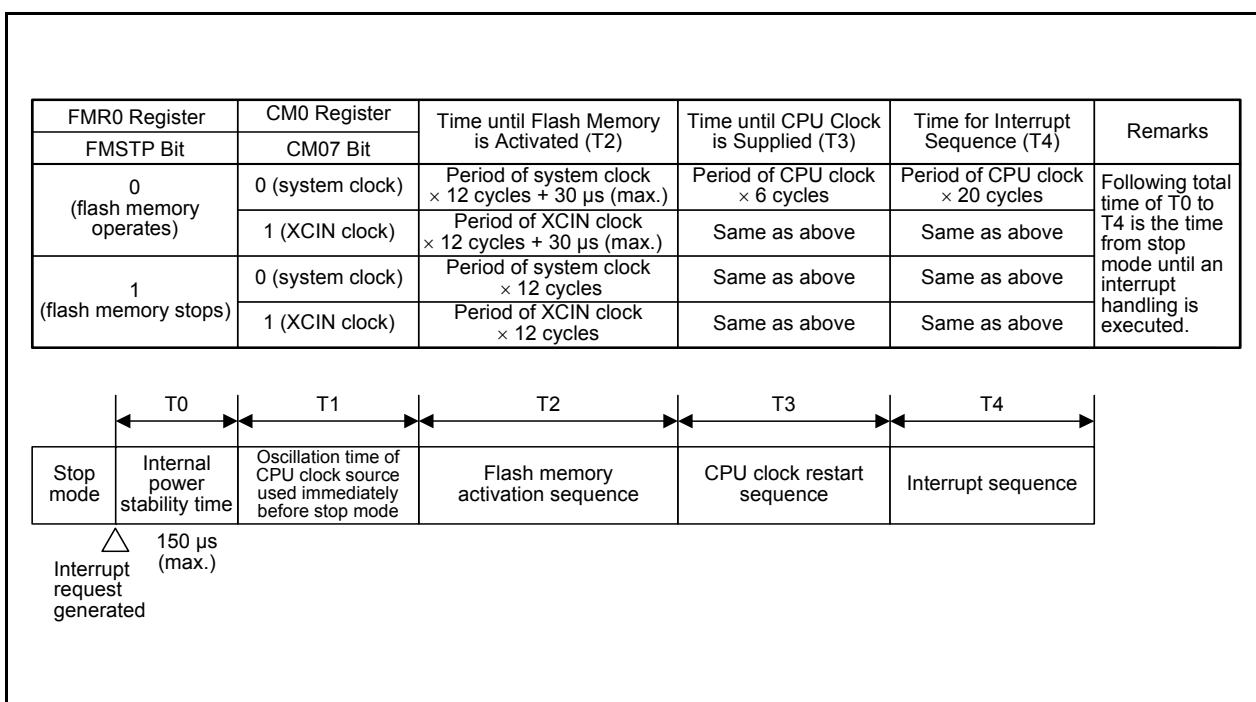 FMR0 Register
CM0 Register
Time until Flash Memory
is Activated (T2)
Time until CPU Clock
is Supplied (T3)
Time for Interrupt
Sequence (T4)
Remarks
FMSTP Bit
CM07 Bit
0
(flash memory
operates)
0 (system clock)
Period of system clock
× 12 cycles + 30 µs (max.)
Period of CPU clock
× 6 cycles
Period of CPU clock
× 20 cycles
Following total
time of T0 to
T4 is the time
from stop
mode until an
interrupt
handling is
executed.
1 (XCIN clock)
Period of XCIN clock
× 12 cycles + 30 µs (max.)
Same as above
Same as above
1
(flash memory stops)
0 (system clock)
Period of system clock
× 12 cycles
Same as above
Same as above
1 (XCIN clock)
Period of XCIN clock
× 12 cycles
Same as above
Same as above
T0
T1
T2
T3
T4
Stop
mode
Internal
power
stability time
Oscillation time of
CPU clock source
used immediately
before stop mode
Flash memory
activation sequence
CPU clock restart
sequence
Interrupt sequence
150 µs
(max.)
Interrupt
request
generated